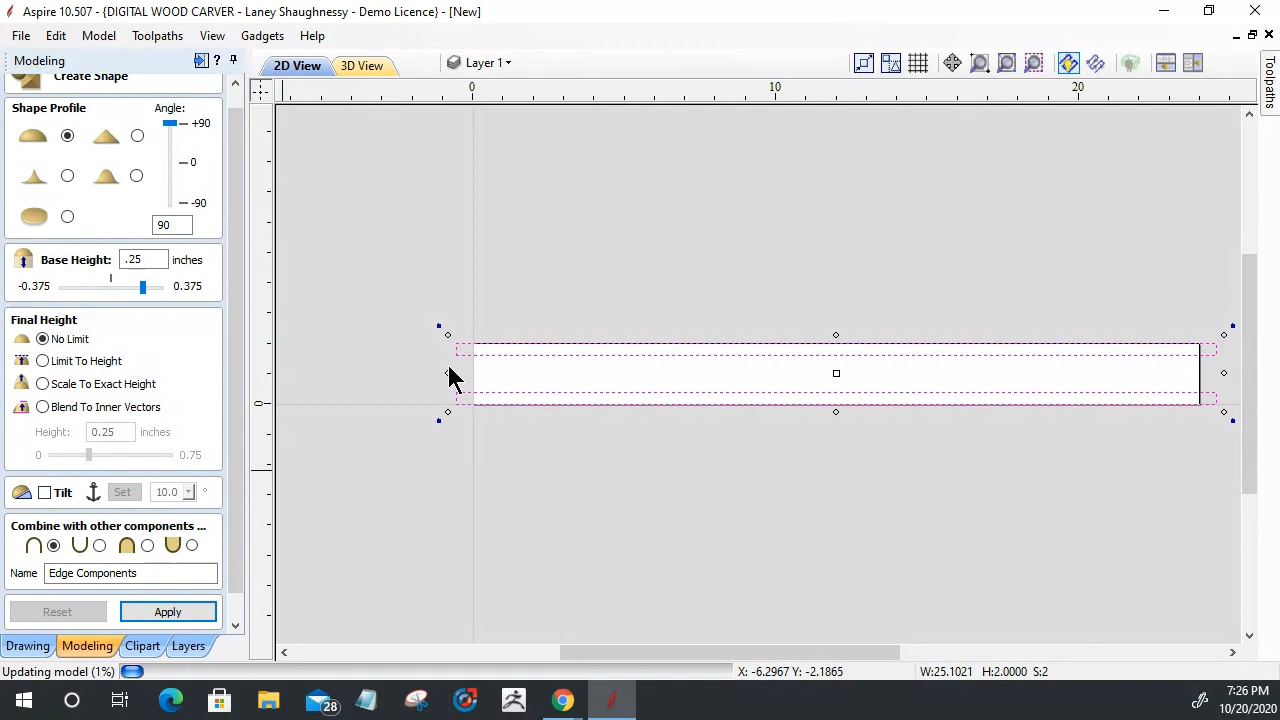 Aspire 10.507 - {DIGITAL WOOD CARVER - Laney Shaughnessy - Demo Licence} - [New]
File Edit Model Toolpaths View Gadgets Help
Modeling
2D View 3D View Layer 1
Create Shape
Shape Profile Angle:
+90
0
-90
90
Base Height: .25 inches
-0.375 0.375
Final Height
No Limit
Limit To Height
Scale To Exact Height
Blend To Inner Vectors
Height: 0.25 inches
0 0.75
Tilt Set 10.0 °
Combine with other components ...
Name Edge Components
Reset Apply
Drawing Modeling Clipart Layers
0 10 20
0
Toolpaths
Updating model (1%) X: -6.2967 Y: -2.1865 W:25.1021 H:2.0000 S:2
28
7:26 PM
10/20/2020